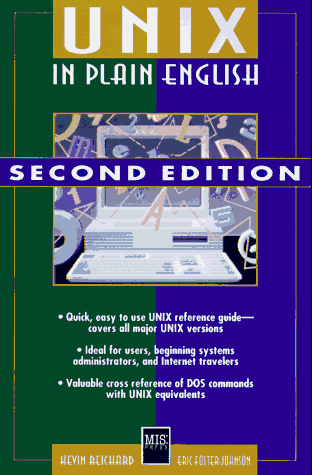 UNIX
IN PLAIN ENGLISH
SECOND EDITION
• Quick, easy to use UNIX reference guide—
covers all major UNIX versions
• Ideal for users, beginning systems
administrators, and Internet travelers
• Valuable cross reference of DOS commands
with UNIX equivalents
KEVIN REICHARD
MIS:
PRESS
ERIC FOSTER-JOHNSON